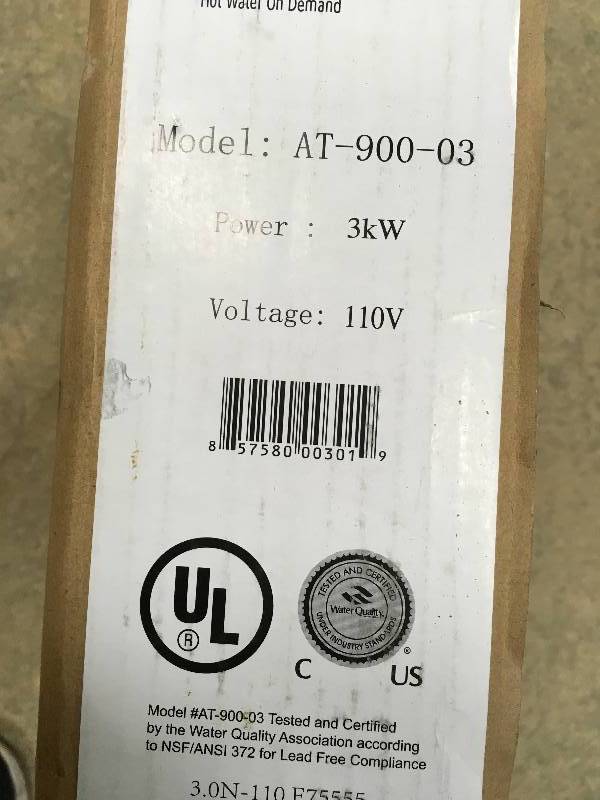 Hot Water On Demand
Model: AT-900-03
Power : 3kW
Voltage: 110V
8 57580 00301 9
UL
®
TESTED AND CERTIFIED
Water Quality
UNDER INDUSTRY STANDARDS
®
C US
Model #AT-900-03 Tested and Certified
by the Water Quality Association according
to NSF/ANSI 372 for Lead Free Compliance
3.0N-110 F75555